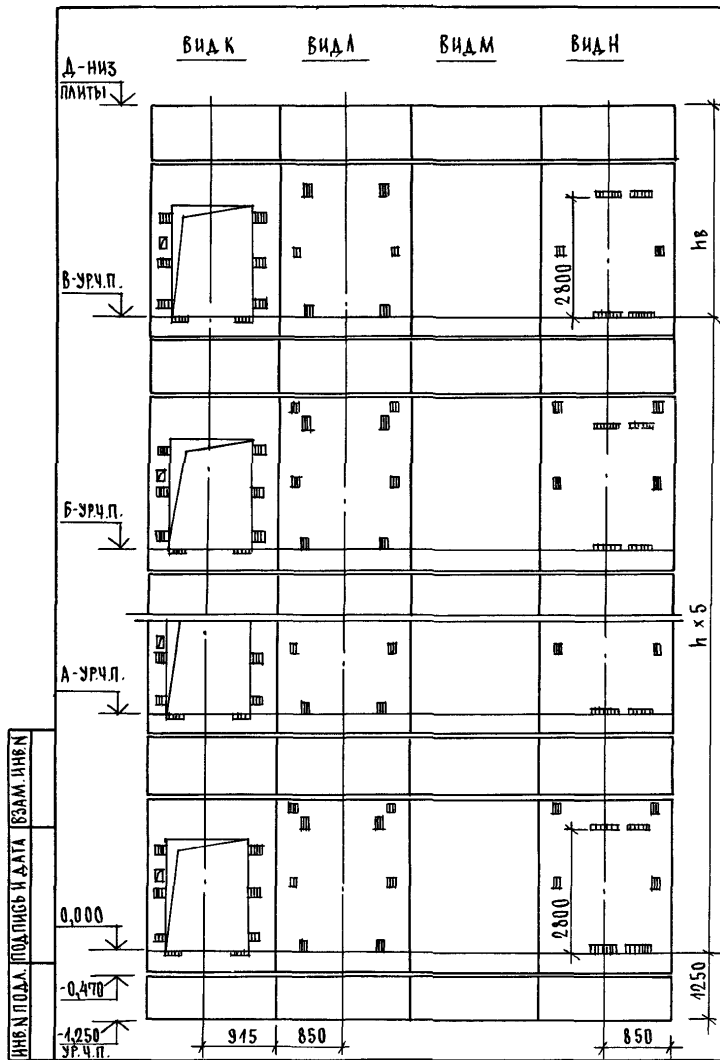 ВИД К
ВИД Л
ВИД М
ВИД Н
Д-НИЗ
ПЛИТЫ
hв
2800
В-УР.Ч.П.
Б-УР.Ч.П.
h × 5
А-УР.Ч.П.
2800
0,000
-0,470
1250
-1,250
УР.Ч.П.
915
850
850
ВЗАМ. ИНВ N
ПОДПИСЬ И ДАТА
ИНВ N ПОДЛ.